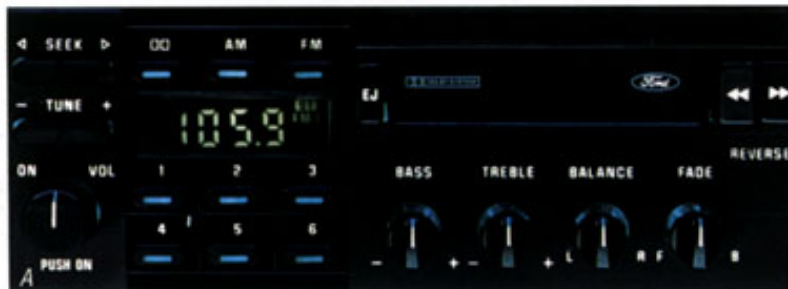 ◁ SEEK ▷
AM FM
– TUNE +
105.9
FM
EJ
Ford
◀◀ ▶▶
REVERSE
ON VOL
1 2 3
4 5 6
PUSH ON
BASS TREBLE BALANCE FADE
– + – + L R F B
A